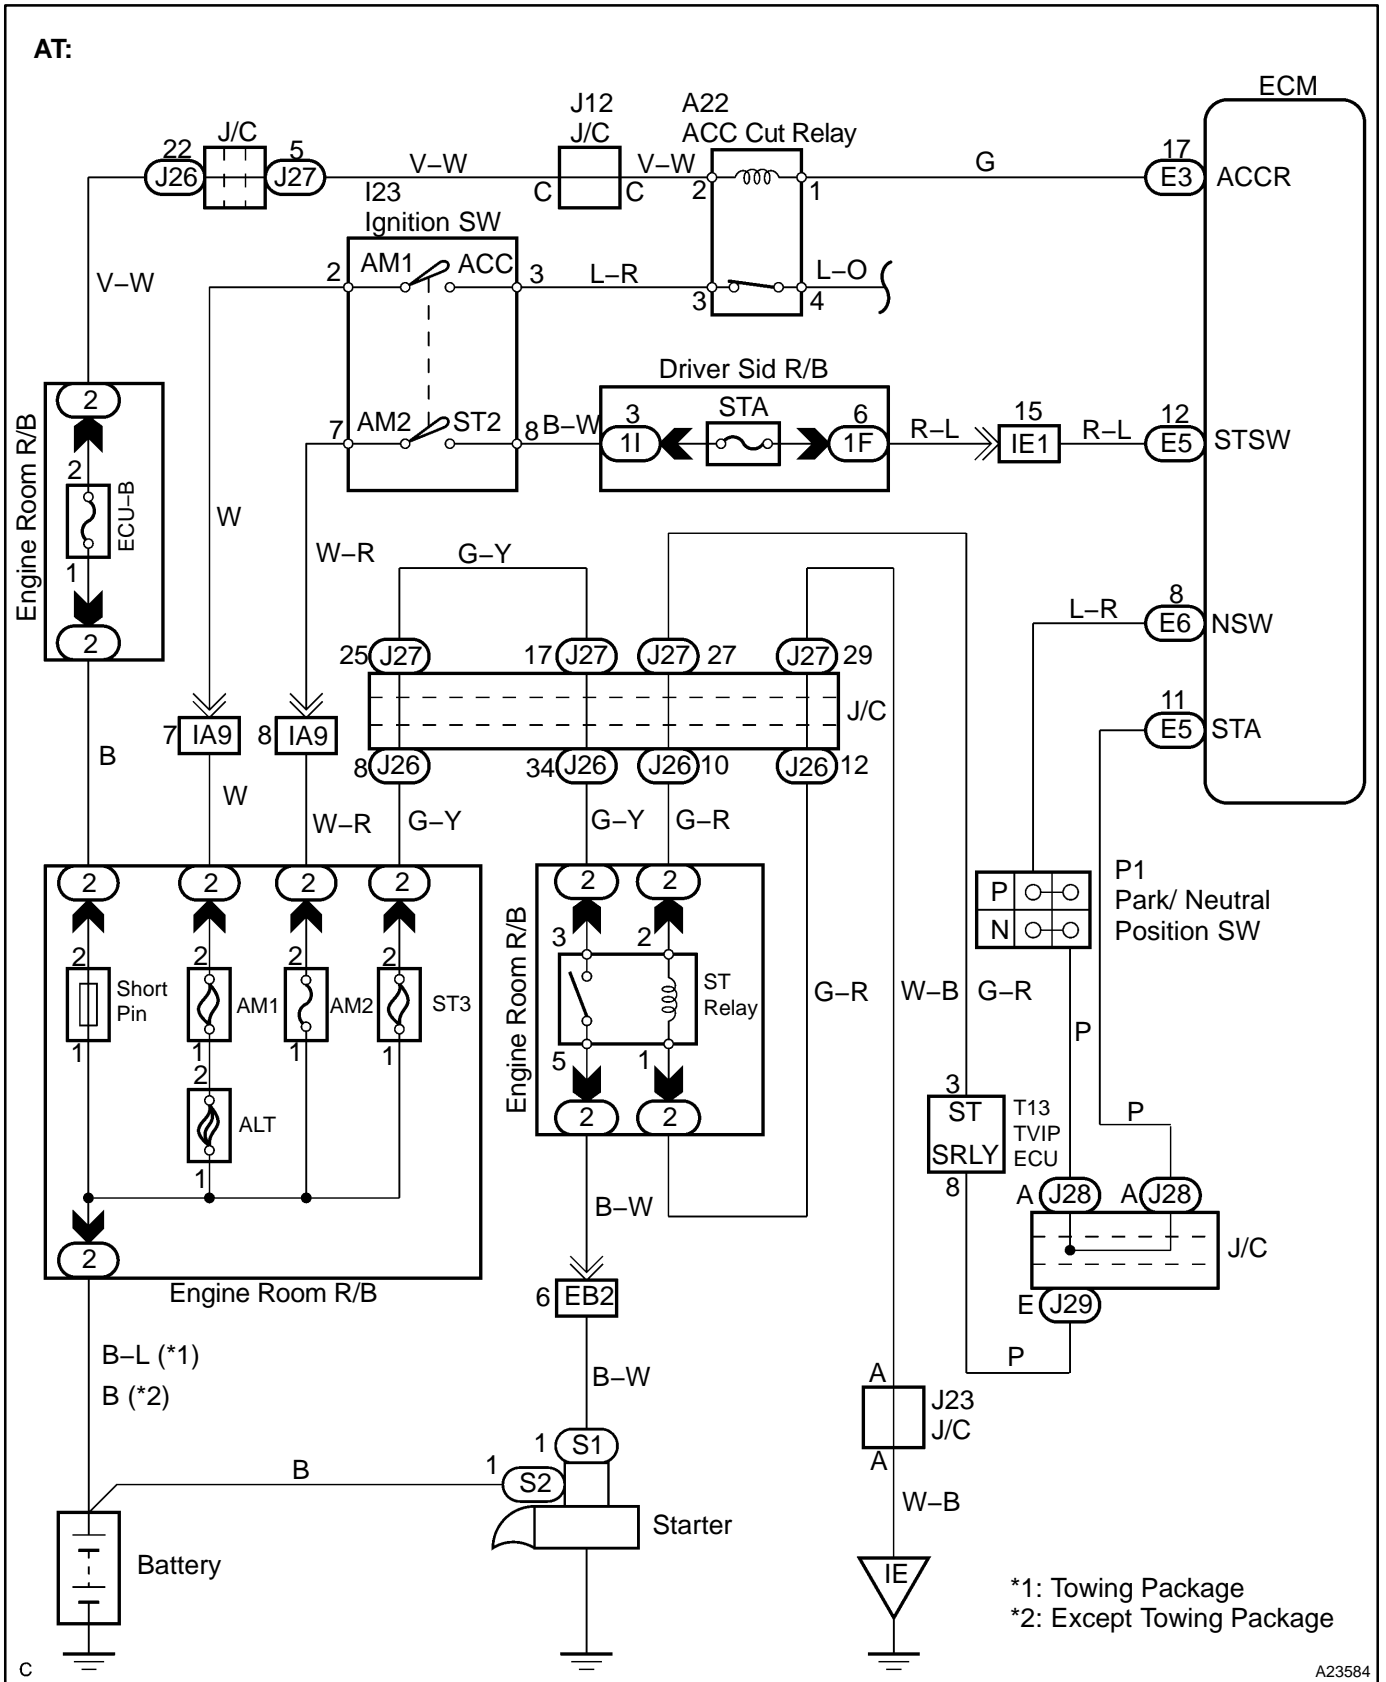 AT:
ECM
J12
J/C
A22
ACC Cut Relay
J/C
22
J26
5
J27
V–W
C
C
V–W
2
1
G
17
E3
ACCR
I23
Ignition SW
V–W
2
AM1
ACC
3
L–R
3
4
L–O
Driver Sid R/B
7
AM2
ST2
8
B–W
3
1I
STA
6
1F
R–L
15
IE1
R–L
12
E5
STSW
Engine Room R/B
2
2
ECU–B
1
2
W
W–R
G–Y
L–R
8
E6
NSW
25
J27
17
J27
J27
27
J27
29
J/C
11
E5
STA
7
IA9
8
IA9
B
8
J26
34
J26
J26
10
J26
12
W
W–R
G–Y
G–Y
G–R
P1
Park/ Neutral
Position SW
P
N
2
2
2
2
2
2
Engine Room R/B
3
2
2
2
2
2
Short
Pin
AM1
AM2
ST3
ST
Relay
G–R
W–B
G–R
1
1
1
1
5
1
P
2
ALT
1
2
2
3
ST
SRLY
8
T13
TVIP
ECU
P
A
J28
A
J28
B–W
J/C
2
Engine Room R/B
6
EB2
E
J29
B–L (*1)
B (*2)
B–W
P
A
J23
J/C
A
1
S1
B
1
S2
W–B
Starter
Battery
IE
*1: Towing Package
*2: Except Towing Package
C
A23584